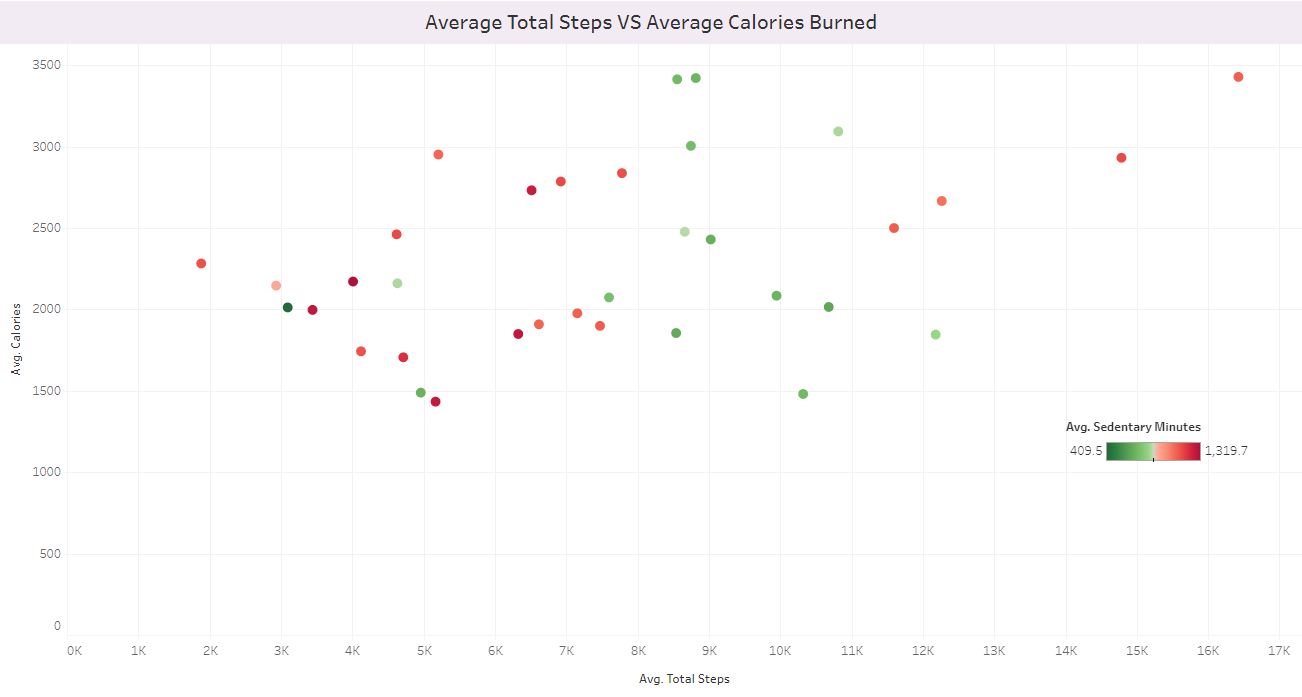 Average Total Steps VS Average Calories Burned
3500
3000
2500
2000
1500
1000
500
0
Avg. Calories
Avg. Sedentary Minutes
409.5 1,319.7
0K 1K 2K 3K 4K 5K 6K 7K 8K 9K 10K 11K 12K 13K 14K 15K 16K 17K
Avg. Total Steps